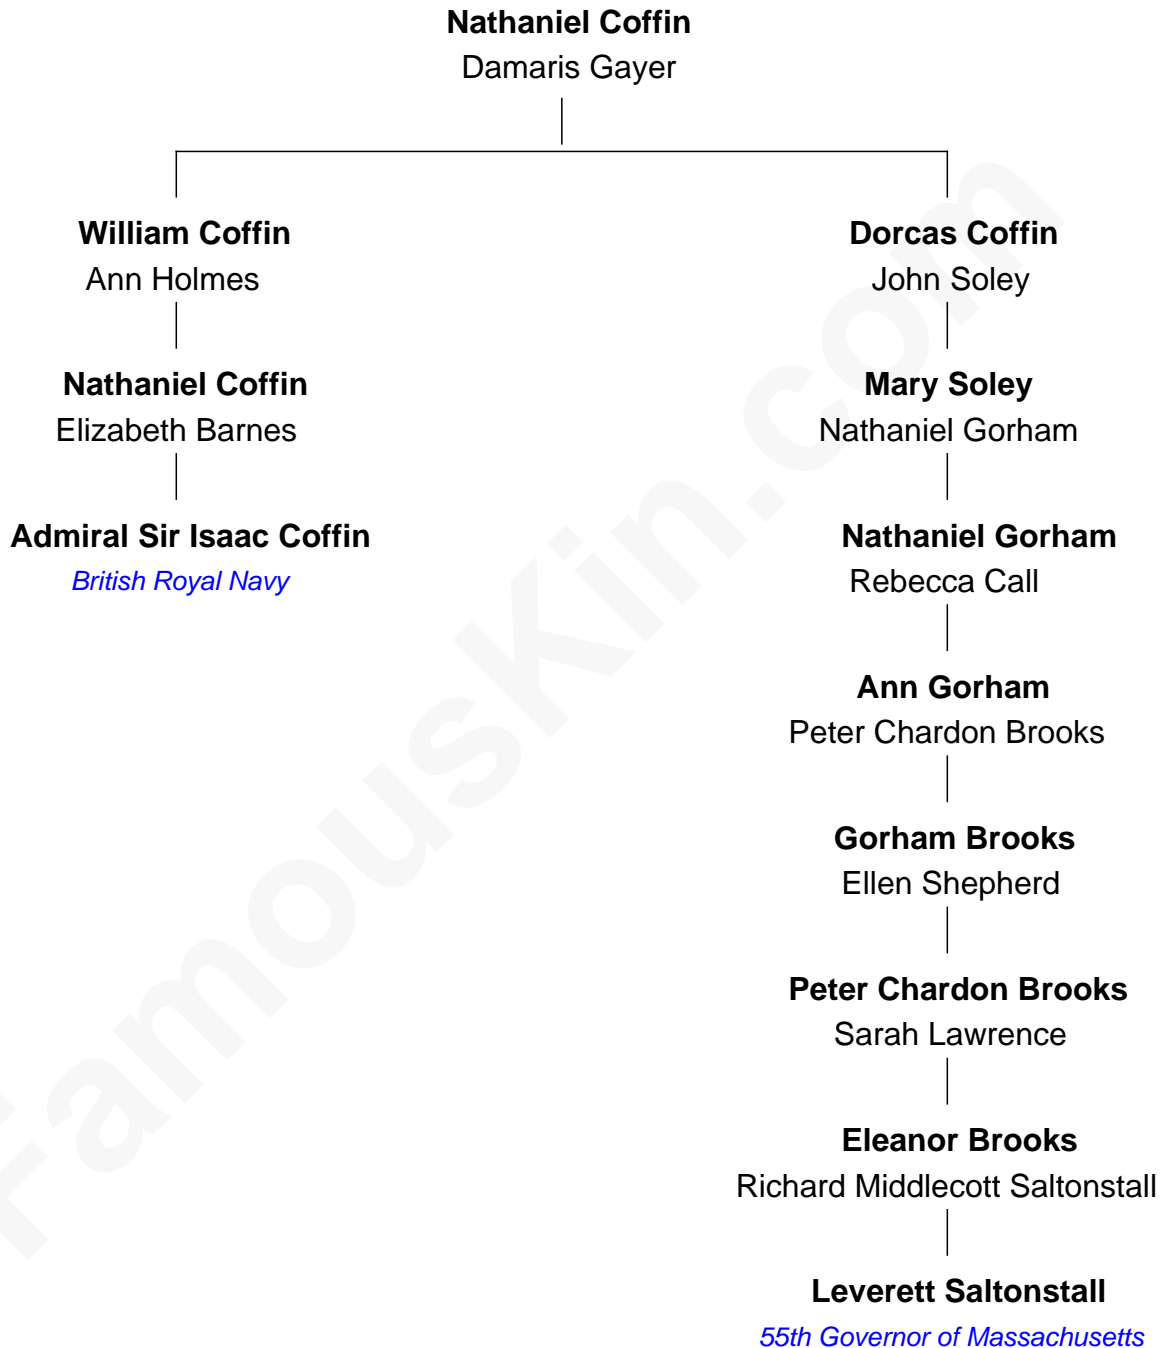 Nathaniel Coffin
Damaris Gayer
William Coffin
Ann Holmes
Dorcas Coffin
John Soley
Nathaniel Coffin
Elizabeth Barnes
Mary Soley
Nathaniel Gorham
Admiral Sir Isaac Coffin
British Royal Navy
Nathaniel Gorham
Rebecca Call
Ann Gorham
Peter Chardon Brooks
Gorham Brooks
Ellen Shepherd
Peter Chardon Brooks
Sarah Lawrence
Eleanor Brooks
Richard Middlecott Saltonstall
Leverett Saltonstall
55th Governor of Massachusetts
FamousKin.com